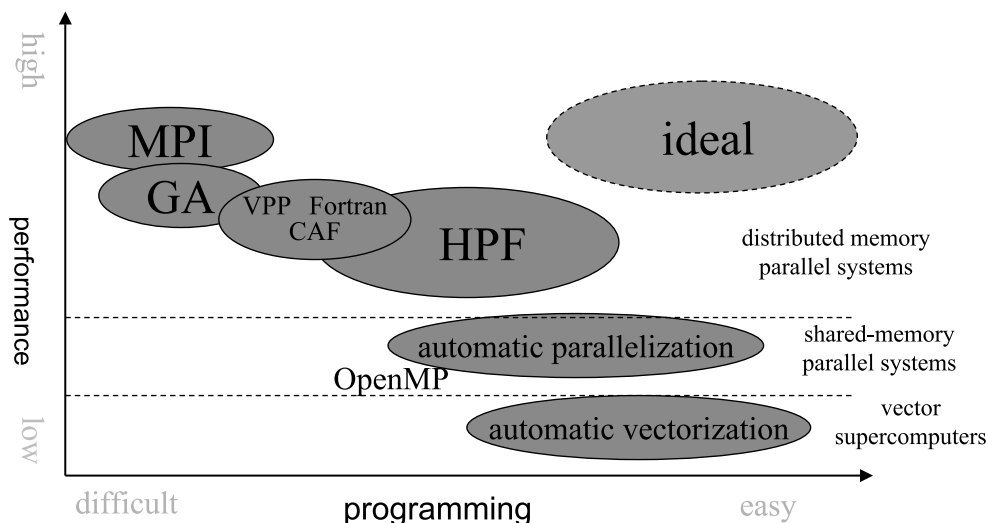 high
MPI
ideal
GA
VPP Fortran
CAF
HPF
distributed memory
parallel systems
performance
automatic parallelization
shared-memory
parallel systems
OpenMP
low
automatic vectorization
vector
supercomputers
difficult
programming
easy